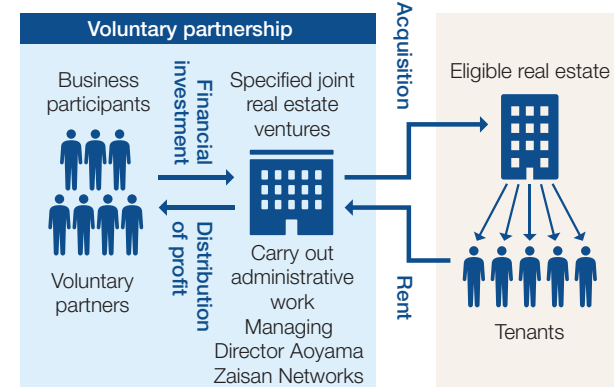 Voluntary partnership
Business
participants
Financial
investment
Specified joint
real estate
ventures
Distribution
of profit
Voluntary
partners
Carry out
administrative
work
Managing
Director Aoyama
Zaisan Networks
Acquisition
Rent
Eligible real estate
Tenants